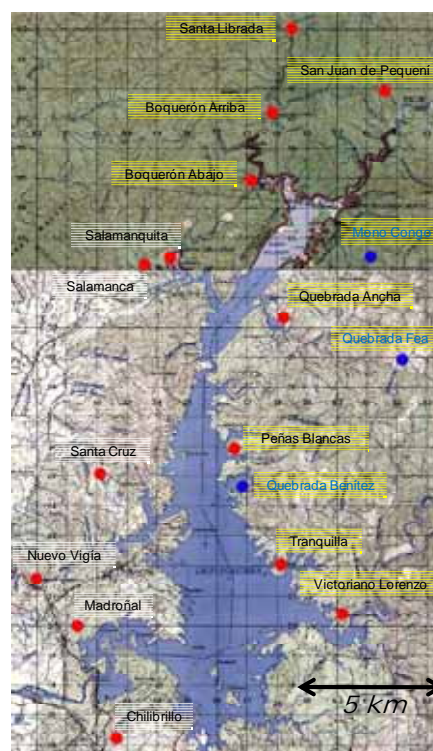 Santa Librada
San Juan de Pequení
Boquerón Arriba
Boquerón Abajo
Salamanquita
Mono Congo
Salamanca
Quebrada Ancha
Quebrada Fea
Peñas Blancas
Santa Cruz
Quebrada Benítez
Tranquilla
Nuevo Vigía
Victoriano Lorenzo
Madroñal
5 km
Chilibrillo